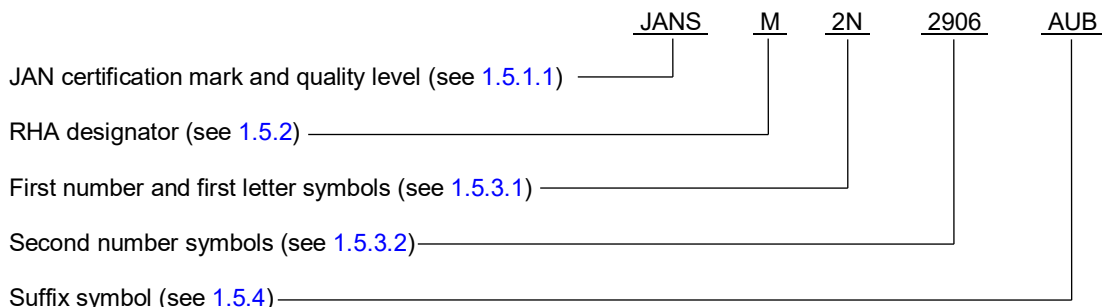 JANS M 2N 2906 AUB
JAN certification mark and quality level (see 1.5.1.1)
RHA designator (see 1.5.2)
First number and first letter symbols (see 1.5.3.1)
Second number symbols (see 1.5.3.2)
Suffix symbol (see 1.5.4)